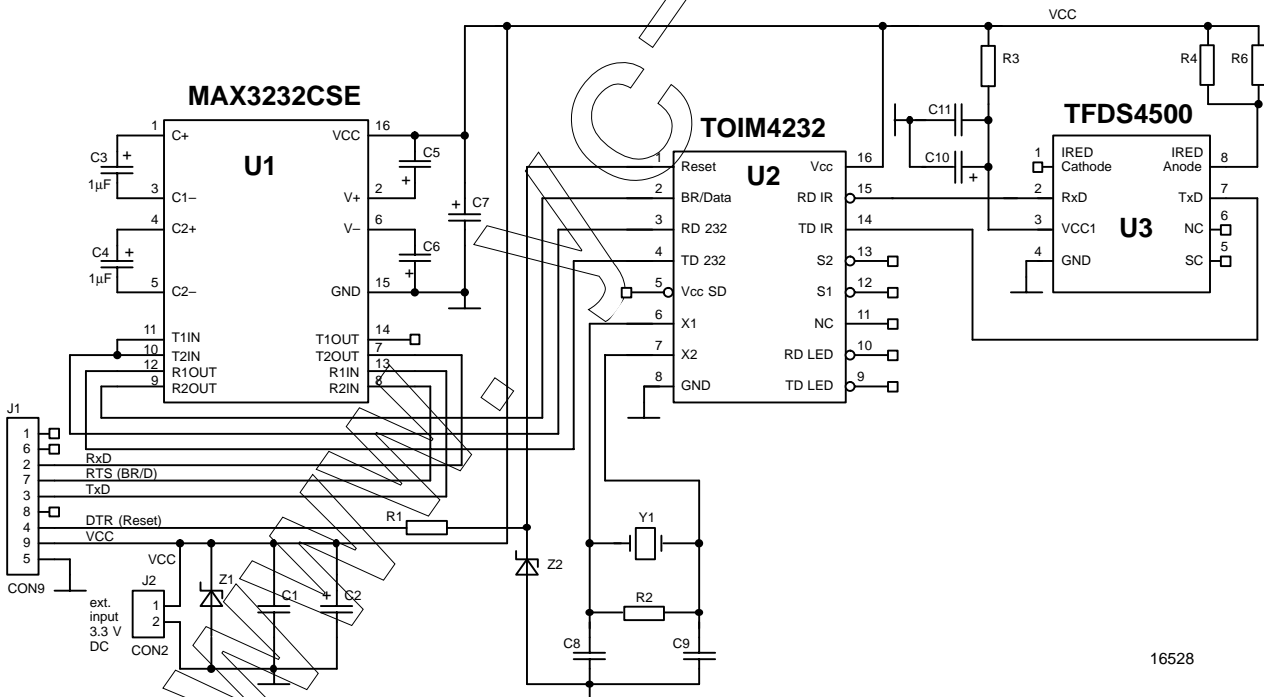 VCC
R3
R4
R6
MAX3232CSE
TOIM4232
TFDS4500
U1
1 C+
VCC 16
C3 +
1µF
3 C1–
V+ 2
C5 +
4 C2+
V– 6
C4 +
1µF
5 C2–
GND 15
C6 +
C7 +
11 T1IN
T1OUT 14
10 T2IN
T2OUT 7
12 R1OUT
R1IN 13
9 R2OUT
R2IN 8
U2
1 Reset
Vcc 16
2 BR/Data
RD IR 15
3 RD 232
TD IR 14
4 TD 232
S2 13
5 Vcc SD
S1 12
6 X1
NC 11
7 X2
RD LED 10
8 GND
TD LED 9
C11
C10 +
U3
1 IRED Cathode
IRED Anode 8
2 RxD
TxD 7
3 VCC1
NC 6
4 GND
SC 5
J1
1
6
2 RxD
7 RTS (BR/D)
3 TxD
8
4 DTR (Reset)
9 VCC
5
CON9
R1
Z2
VCC
J2
1
2
CON2
ext.
input
3.3 V
DC
Z1
C1
+ C2
Y1
R2
C8
C9
16528
WWW.